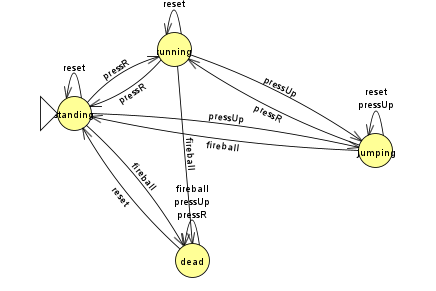 reset
running
pressR
reset
pressR
pressUp
pressR
standing
pressUp
reset
pressUp
fireball
fireball
jumping
fireball
reset
fireball
pressUp
pressR
dead